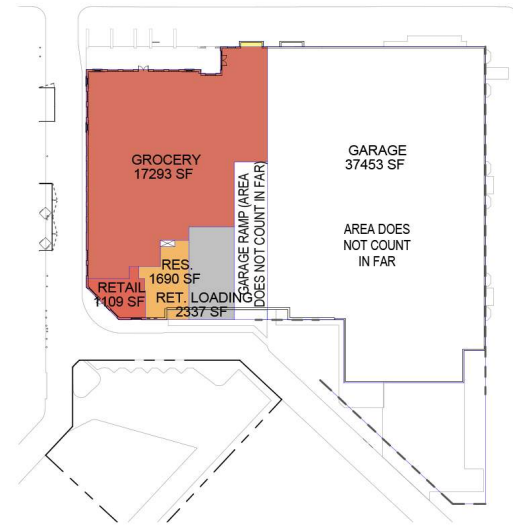 GROCERY
17293 SF
GARAGE
37453 SF
GARAGE RAMP (AREA
DOES NOT COUNT IN FAR)
AREA DOES
NOT COUNT
IN FAR
RES.
1690 SF
RETAIL
1109 SF
RET. LOADING
2337 SF